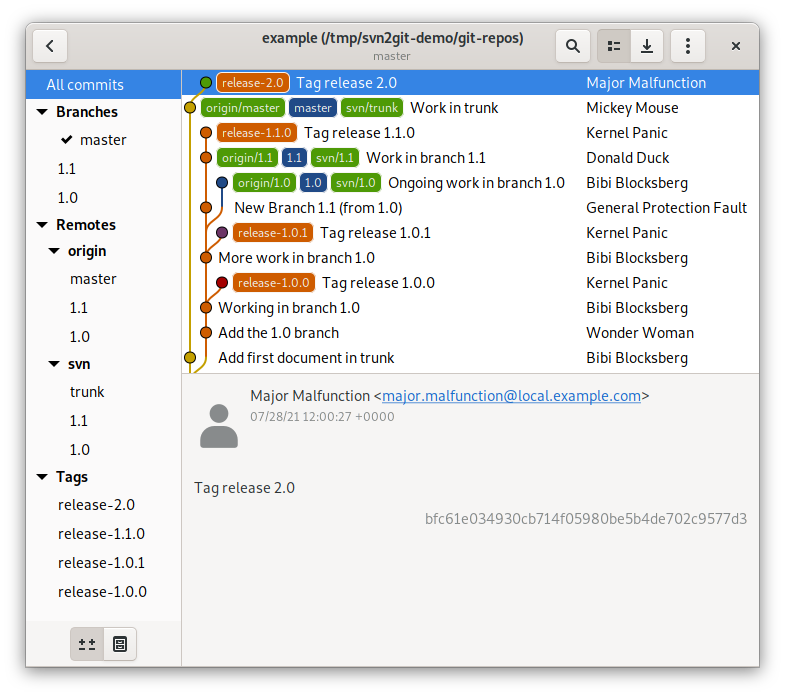 example (/tmp/svn2git-demo/git-repos)
master
All commits
Branches
master
1.1
1.0
Remotes
origin
master
1.1
1.0
svn
trunk
1.1
1.0
Tags
release-2.0
release-1.1.0
release-1.0.1
release-1.0.0
release-2.0 Tag release 2.0 Major Malfunction
origin/master master svn/trunk Work in trunk Mickey Mouse
release-1.1.0 Tag release 1.1.0 Kernel Panic
origin/1.1 1.1 svn/1.1 Work in branch 1.1 Donald Duck
origin/1.0 1.0 svn/1.0 Ongoing work in branch 1.0 Bibi Blocksberg
New Branch 1.1 (from 1.0) General Protection Fault
release-1.0.1 Tag release 1.0.1 Kernel Panic
More work in branch 1.0 Bibi Blocksberg
release-1.0.0 Tag release 1.0.0 Kernel Panic
Working in branch 1.0 Bibi Blocksberg
Add the 1.0 branch Wonder Woman
Add first document in trunk Bibi Blocksberg
Major Malfunction <major.malfunction@local.example.com>
07/28/21 12:00:27 +0000
Tag release 2.0
bfc61e034930cb714f05980be5b4de702c9577d3